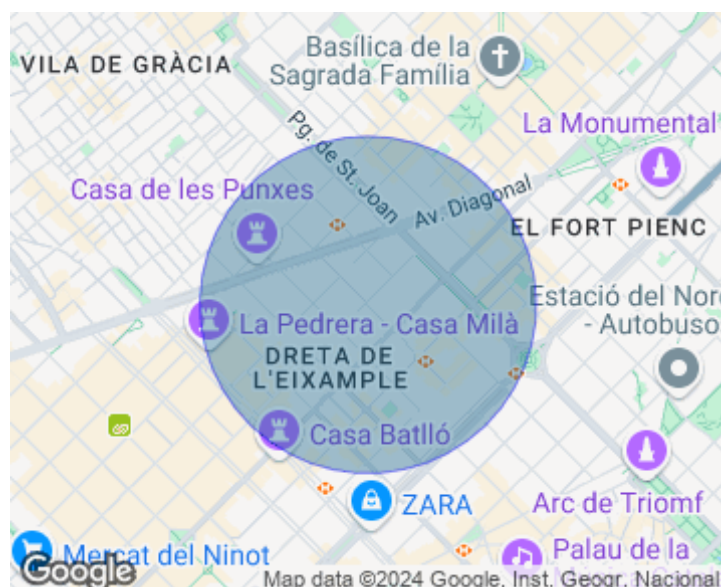 VILA DE GRÀCIA
Basílica de la
Sagrada Família
Pg. de St. Joan
La Monumental
Casa de les Punxes
Av. Diagonal
EL FORT PIENC
Estació del Nord
- Autobuso
La Pedrera - Casa Milà
DRETA DE
L'EIXAMPLE
Casa Batlló
ZARA
Arc de Triomf
Mercat del Ninot
Palau de la
Google
Map data ©2024 Google, Inst. Geogr. Nacional